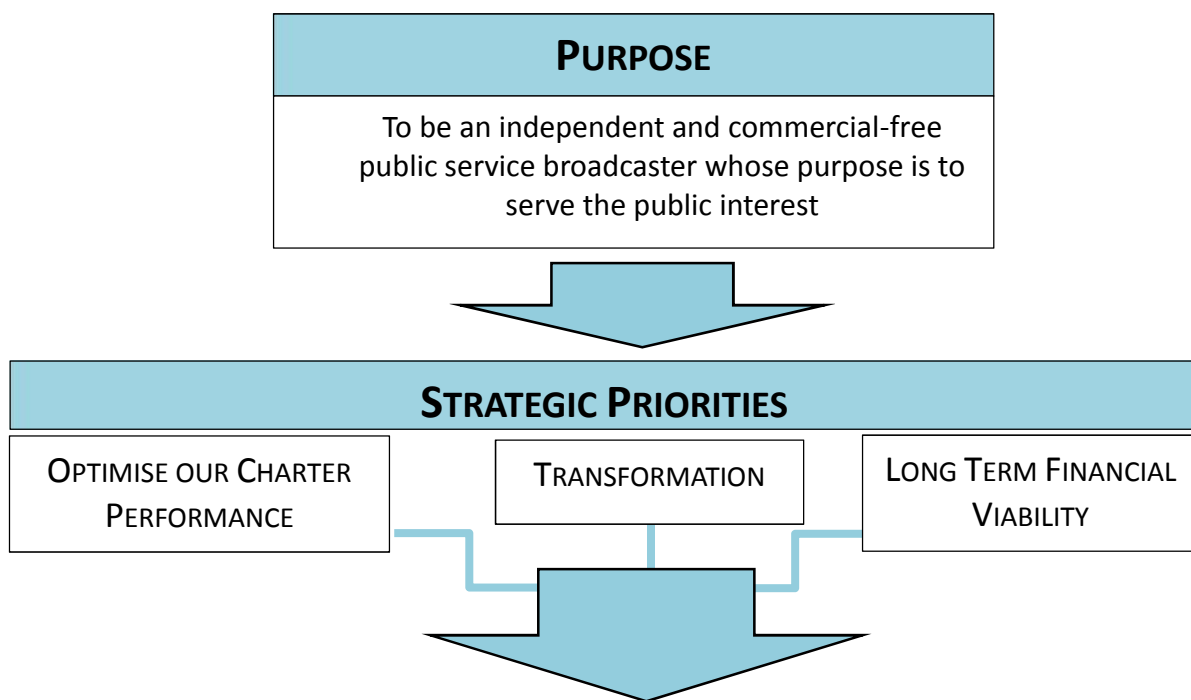 PURPOSE
To be an independent and commercial-free
public service broadcaster whose purpose is to
serve the public interest
STRATEGIC PRIORITIES
OPTIMISE OUR CHARTER
PERFORMANCE
TRANSFORMATION
LONG TERM FINANCIAL
VIABILITY